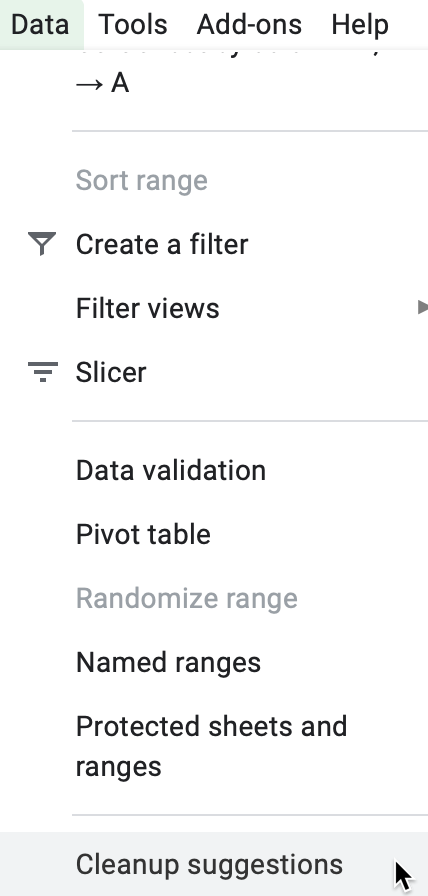 Data Tools Add-ons Help
→ A
Sort range
Create a filter
Filter views
Slicer
Data validation
Pivot table
Randomize range
Named ranges
Protected sheets and
ranges
Cleanup suggestions